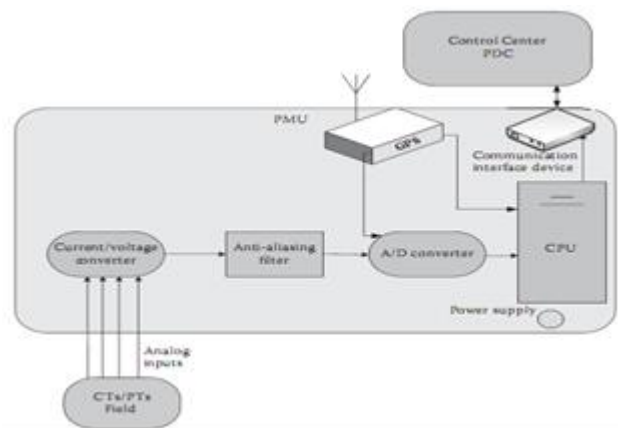 Control Center
PDC
PMU
GPS
Communication
interface device
Current/voltage
converter
Anti-aliasing
filter
A/D converter
CPU
Power supply
Analog
inputs
CTs/PTs
Field